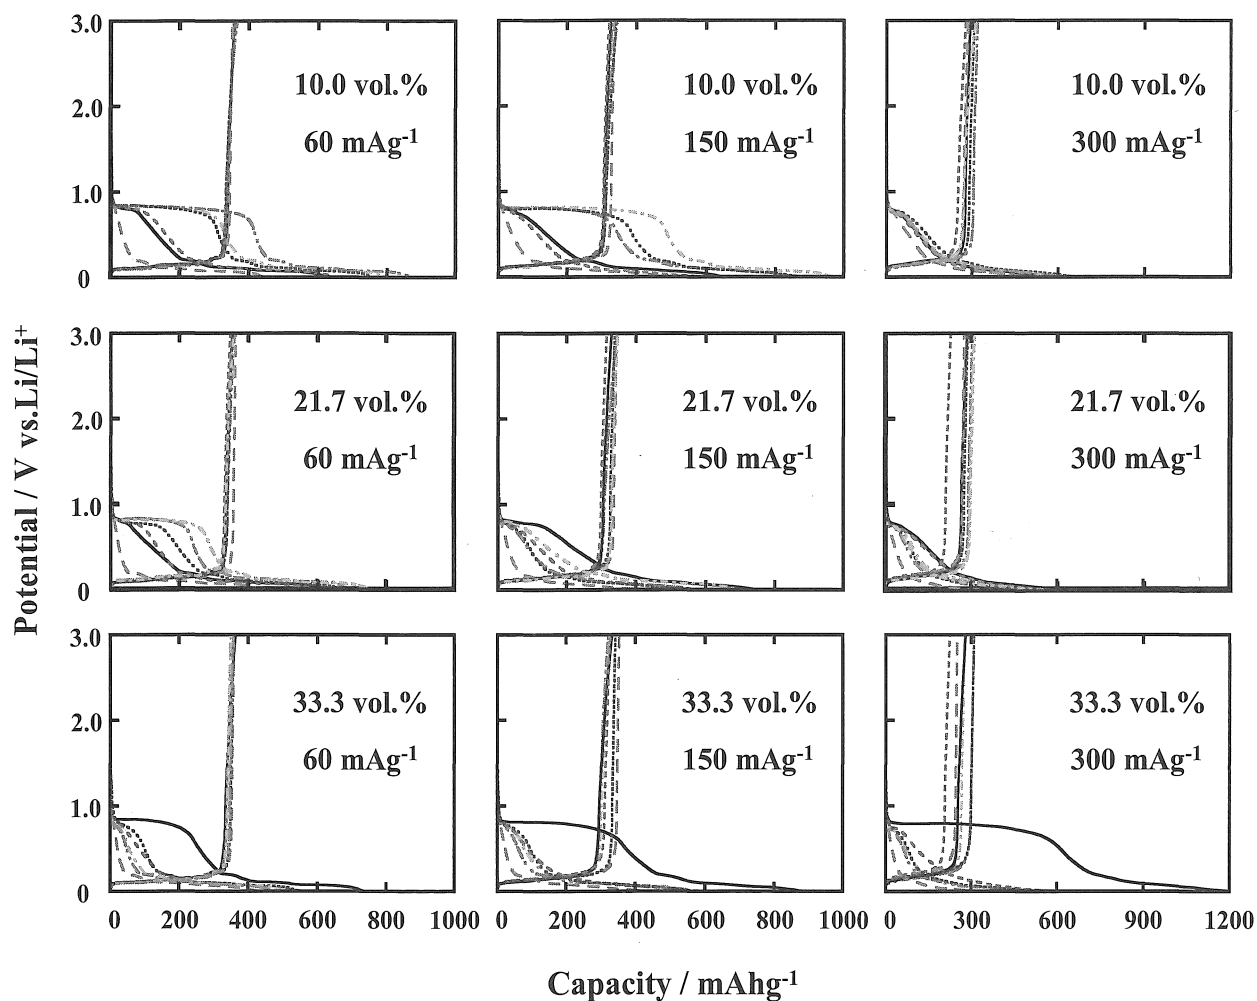 3.0
2.0
1.0
0
10.0 vol.%
60 mAg-1
10.0 vol.%
150 mAg-1
10.0 vol.%
300 mAg-1
3.0
2.0
1.0
0
21.7 vol.%
60 mAg-1
21.7 vol.%
150 mAg-1
21.7 vol.%
300 mAg-1
3.0
2.0
1.0
0
33.3 vol.%
60 mAg-1
33.3 vol.%
150 mAg-1
33.3 vol.%
300 mAg-1
0 200 400 600 800 1000
0 200 400 600 800 1000
0 300 600 900 1200
Potential / V vs.Li/Li+
Capacity / mAhg-1